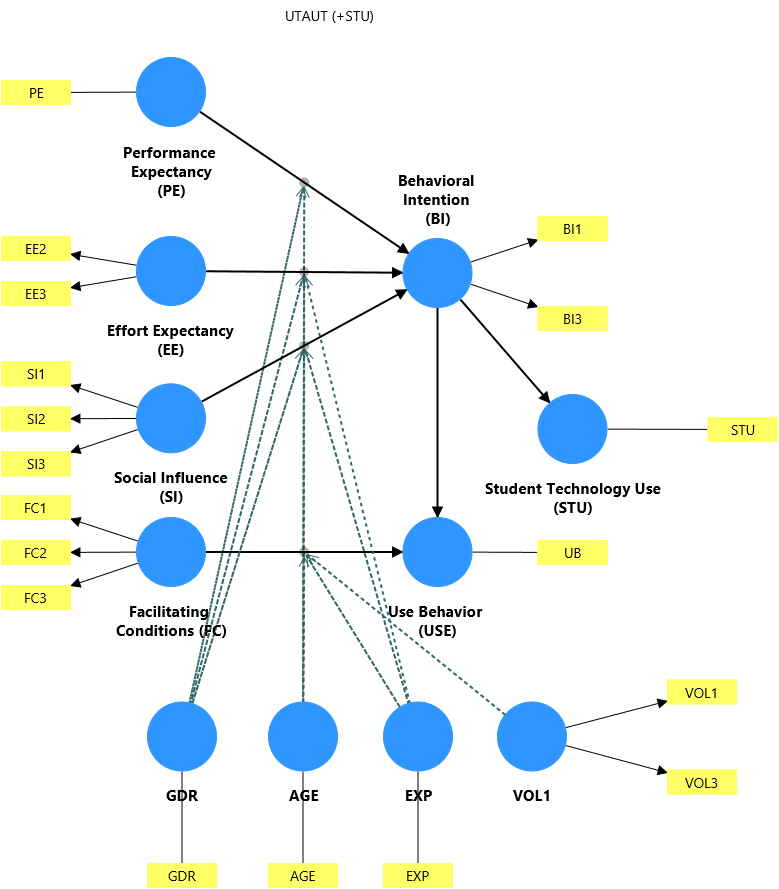 UTAUT (+STU)
PE
Performance
Expectancy
(PE)
Behavioral
Intention
(BI)
BI1
EE2
EE3
BI3
Effort Expectancy
(EE)
SI1
SI2
SI3
STU
Social Influence
(SI)
Student Technology Use
(STU)
FC1
FC2
FC3
UB
Facilitating
Conditions (FC)
Use Behavior
(USE)
VOL1
VOL3
GDR
AGE
EXP
VOL1
GDR
AGE
EXP